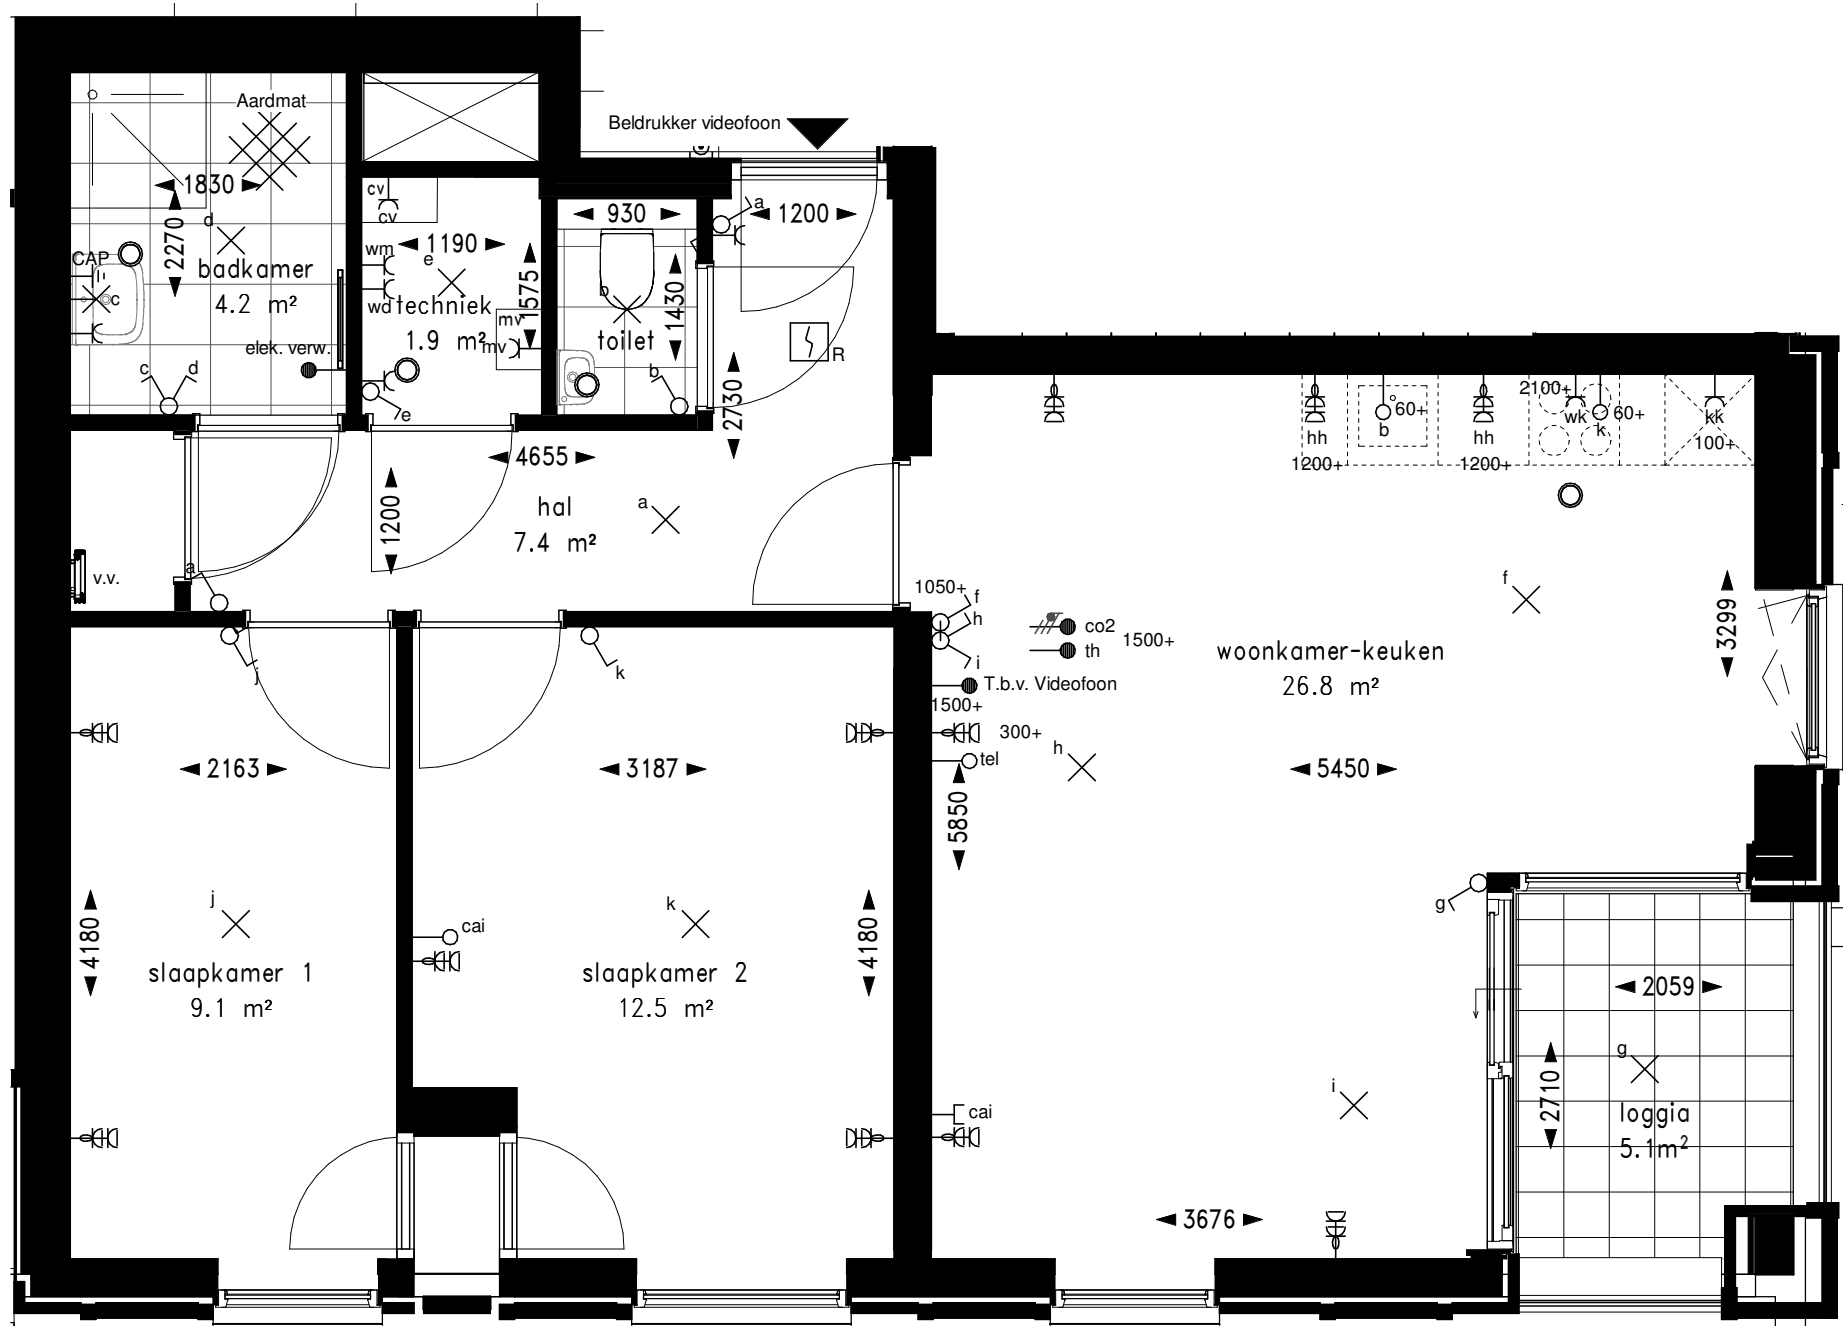 Aardmat
Beldrukker videofoon
1830
cv
cv
a
930
1200
d
2270
wm
1190
e
CAP
badkamer
4.2 m²
c
1575
1430
b
wd
techniek
1.9 m²
mv
mv
toilet
R
elek. verw.
c
d
b
e
2730
2100+
60+
wk
60+
kk
b
k
hh
hh
100+
1200+
1200+
4655
1200
hal
7.4 m²
a
a
v.v.
1050+
f
h
i
f
co2
th
1500+
3299
woonkamer-keuken
26.8 m²
j
k
T.b.v. Videofoon
1500+
300+
h
tel
2163
3187
5450
5850
j
k
g
cai
4180
4180
slaapkamer 1
9.1 m²
slaapkamer 2
12.5 m²
2059
g
2710
i
cai
loggia
5.1m²
3676